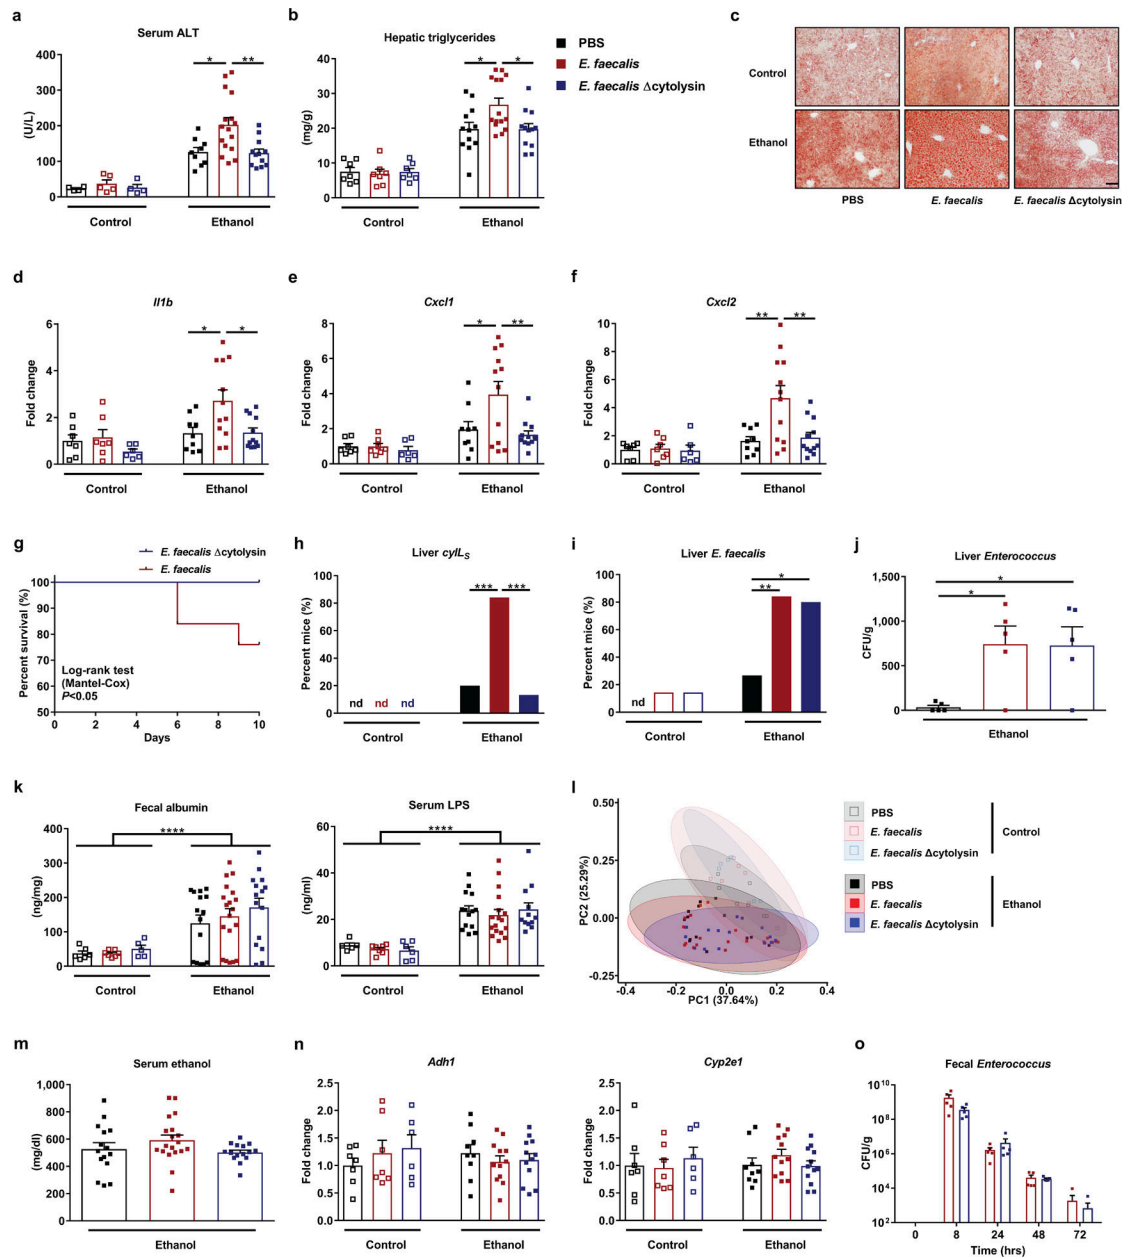 a
Serum ALT
(U/L)
400
300
200
100
0
*
**
Control
Ethanol
b
Hepatic triglycerides
(mg/g)
40
30
20
10
0
*
*
Control
Ethanol
PBS
E. faecalis
E. faecalis Δcytolysin
c
Control
Ethanol
PBS
E. faecalis
E. faecalis Δcytolysin
d
Il1b
Fold change
6
4
2
0
*
*
Control
Ethanol
e
Cxcl1
Fold change
8
6
4
2
0
*
**
Control
Ethanol
f
Cxcl2
Fold change
10
8
6
4
2
0
**
**
Control
Ethanol
g
E. faecalis Δcytolysin
E. faecalis
Percent survival (%)
100
90
80
70
60
50
Log-rank test
(Mantel-Cox)
P<0.05
0 2 4 6 8 10
Days
h
Liver cylLS
Percent mice (%)
100
80
60
40
20
0
nd nd nd
***
***
Control
Ethanol
i
Liver E. faecalis
Percent mice (%)
100
80
60
40
20
0
nd
*
**
Control
Ethanol
j
Liver Enterococcus
CFU/g
1,500
1,000
500
0
*
*
Ethanol
k
Fecal albumin
(ng/mg)
400
300
200
100
0
****
Control
Ethanol
Serum LPS
(ng/ml)
60
40
20
0
****
Control
Ethanol
l
PC2 (25.29%)
0.50
0.25
0.00
-0.25
-0.4 -0.2 0.0 0.2 0.4
PC1 (37.64%)
PBS
E. faecalis
E. faecalis Δcytolysin
Control
PBS
E. faecalis
E. faecalis Δcytolysin
Ethanol
m
Serum ethanol
(mg/dl)
1,000
800
600
400
200
0
Ethanol
n
Adh1
Fold change
2.5
2.0
1.5
1.0
0.5
0.0
Control
Ethanol
Cyp2e1
Fold change
2.5
2.0
1.5
1.0
0.5
0.0
Control
Ethanol
o
Fecal Enterococcus
CFU/g
10^10
10^8
10^6
10^4
10^2
0 8 24 48 72
Time (hrs)